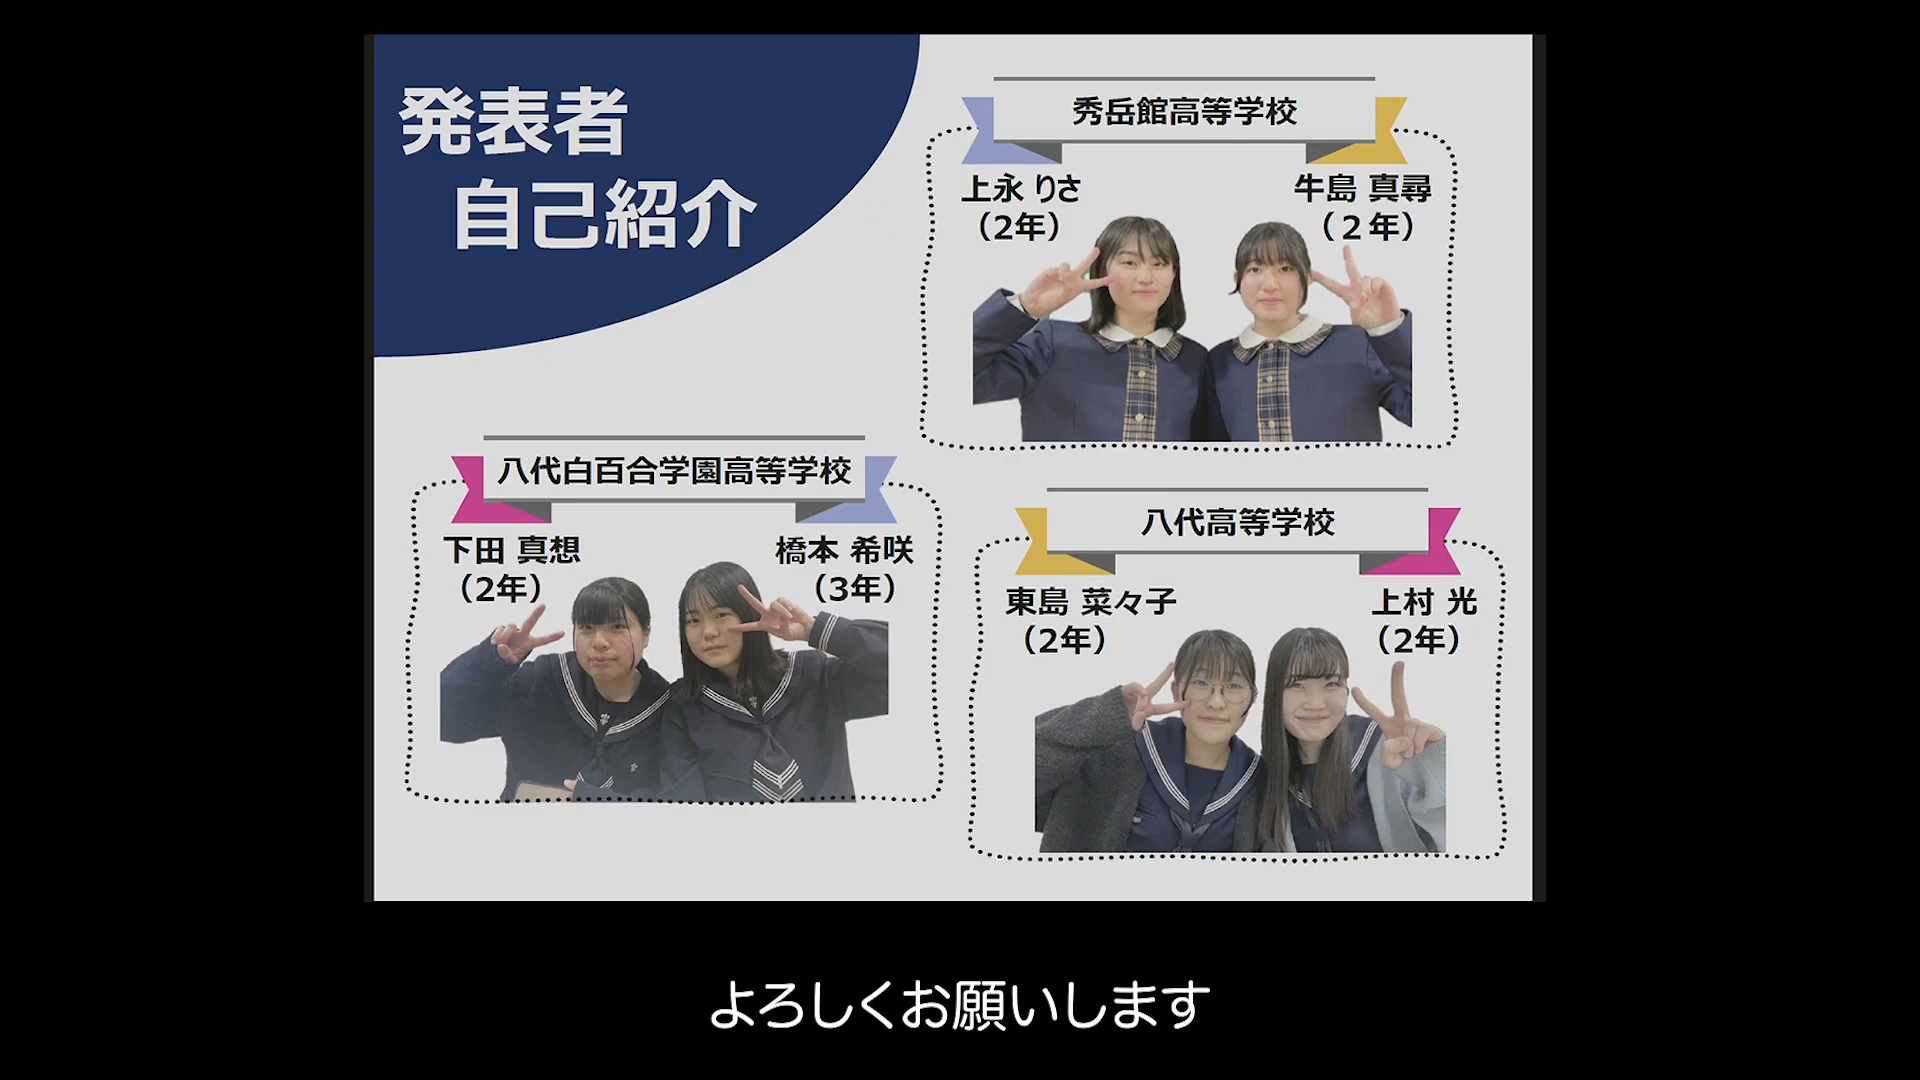 発表者
自己紹介
秀岳館高等学校
上永 りさ
（2年）
牛島 真尋
（２年）
八代白百合学園高等学校
下田 真想
（2年）
橋本 希咲
（3年）
八代高等学校
東島 菜々子
（2年）
上村 光
（2年）
よろしくお願いします